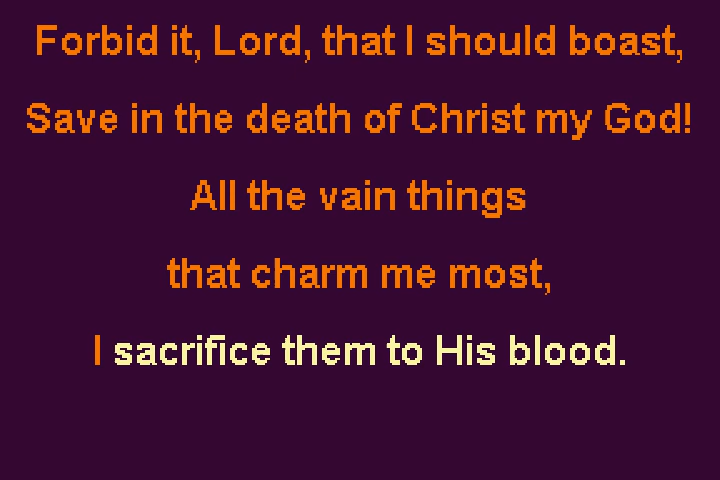 Forbid it, Lord, that I should boast,
Save in the death of Christ my God!
All the vain things
that charm me most,
I sacrifice them to His blood.